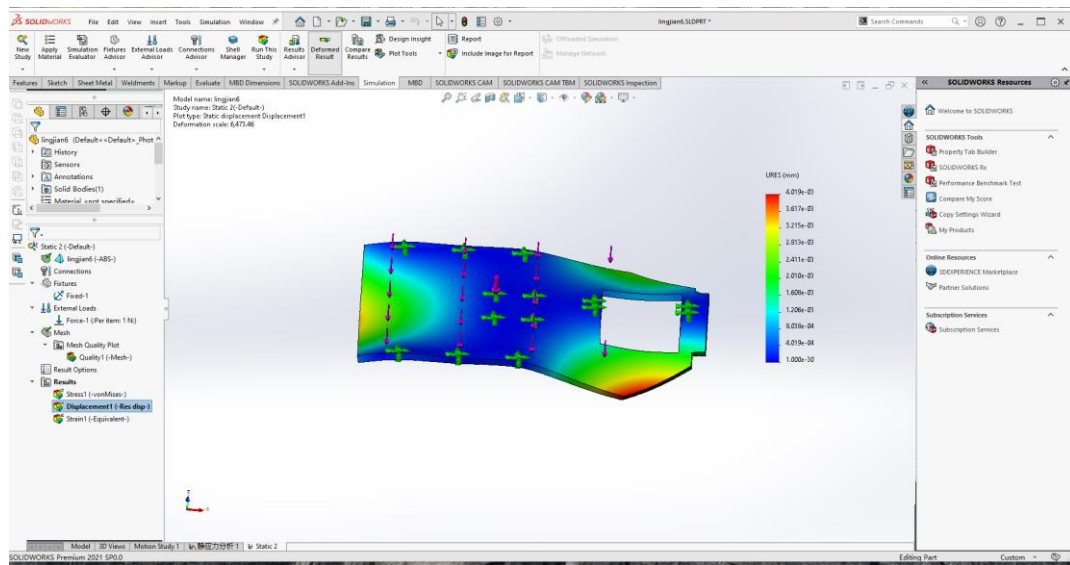 SOLIDWORKS File Edit View Insert Tools Simulation Window lingjian6.SLDPRT * Search Commands
New Study Apply Material Simulation Evaluator Fixtures Advisor External Loads Advisor Connections Advisor Shell Manager Run This Study Results Advisor Deformed Result Compare Results Design Insight Plot Tools Report Include Image for Report Offloaded Simulation Manage Network
Features Sketch Sheet Metal Weldments Markup Evaluate MBD Dimensions SOLIDWORKS Add-Ins Simulation MBD SOLIDWORKS CAM SOLIDWORKS CAM TBM SOLIDWORKS Inspection
Model name: lingjian6
Study name: Static 2(-Default-)
Plot type: Static displacement Displacement1
Deformation scale: 6,473.46
lingjian6 (Default<<Default>_Phot
History
Sensors
Annotations
Solid Bodies(1)
Material <not specified>
Static 2 (-Default-)
lingjian6 (-ABS-)
Connections
Fixtures
Fixed-1
External Loads
Force-1 (:Per item: 1 N:)
Mesh
Mesh Quality Plot
Quality1 (-Mesh-)
Result Options
Results
Stress1 (-vonMises-)
Displacement1 (-Res disp-)
Strain1 (-Equivalent-)
URES (mm)
4.019e-03
3.617e-03
3.215e-03
2.813e-03
2.411e-03
2.010e-03
1.608e-03
1.206e-03
8.038e-04
4.019e-04
1.000e-30
SOLIDWORKS Resources
Welcome to SOLIDWORKS
SOLIDWORKS Tools
Property Tab Builder
SOLIDWORKS Rx
Performance Benchmark Test
Compare My Score
Copy Settings Wizard
My Products
Online Resources
3DEXPERIENCE Marketplace
Partner Solutions
Subscription Services
Subscription Services
Model 3D Views Motion Study 1 静应力分析 1 Static 2
SOLIDWORKS Premium 2021 SP0.0 Editing Part Custom